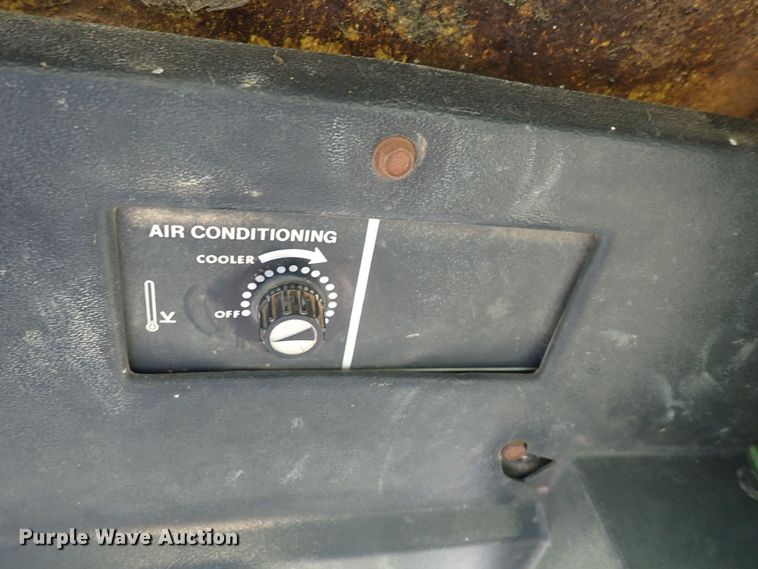 AIR CONDITIONING
COOLER
OFF
Purple Wave Auction